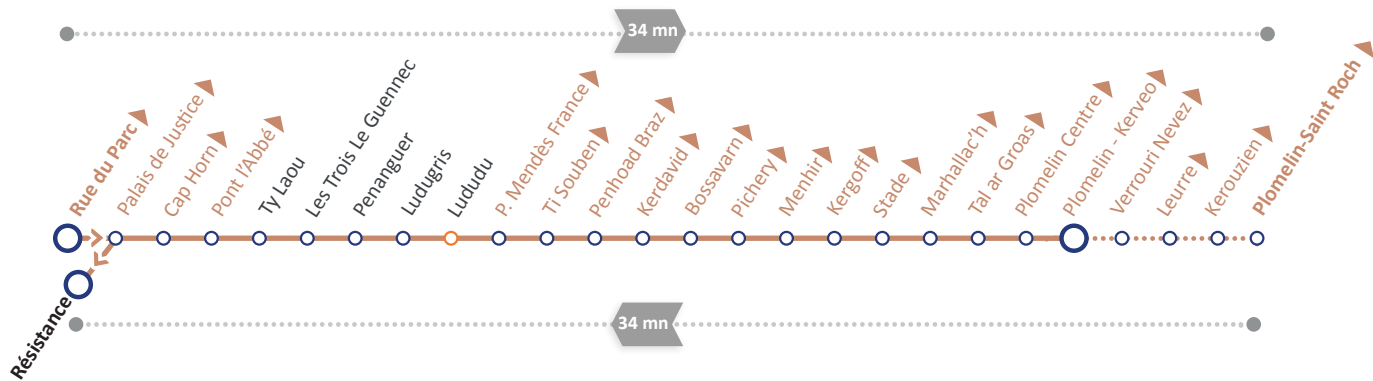 34 mn
Rue du Parc
Palais de Justice
Cap Horn
Pont l'Abbé
Ty Laou
Les Trois Le Guennec
Penanguer
Ludugris
Lududu
P. Mendès France
Ti Souben
Penhoad Braz
Kerdavid
Bossavarn
Pichery
Menhir
Kergoff
Stade
Marhallac'h
Tal ar Groas
Plomelin Centre
Plomelin - Kerveo
Verrouri Nevez
Leurre
Kerouzien
Plomelin-Saint Roch
Résistance
34 mn